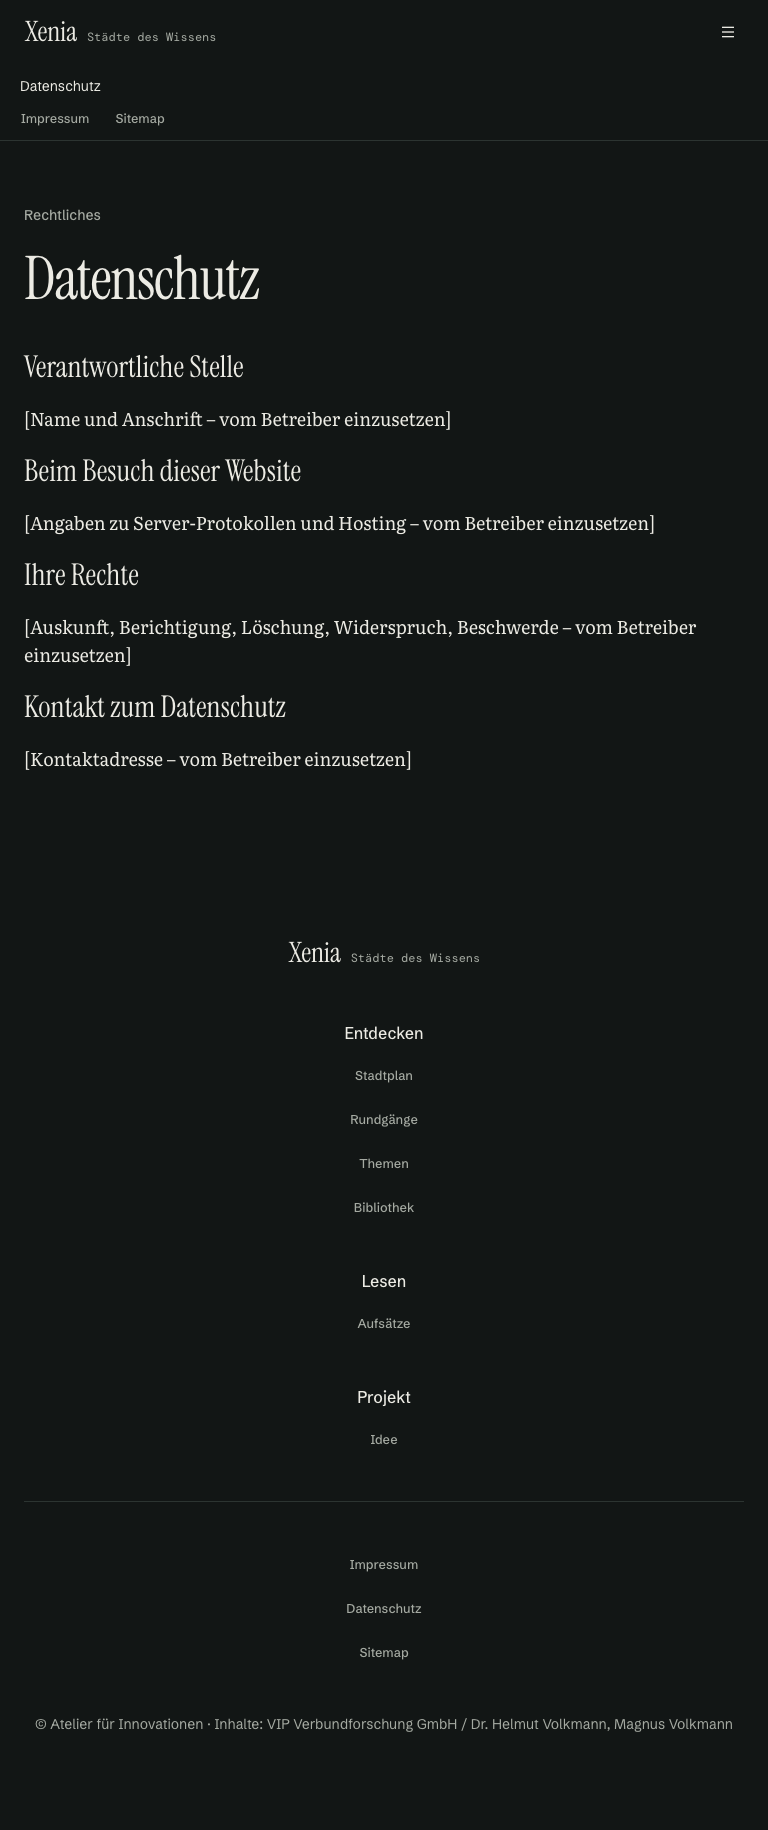 Xenia Städte des Wissens
Datenschutz
Impressum Sitemap
Rechtliches
Datenschutz
Verantwortliche Stelle
[Name und Anschrift – vom Betreiber einzusetzen]
Beim Besuch dieser Website
[Angaben zu Server-Protokollen und Hosting – vom Betreiber einzusetzen]
Ihre Rechte
[Auskunft, Berichtigung, Löschung, Widerspruch, Beschwerde – vom Betreiber
einzusetzen]
Kontakt zum Datenschutz
[Kontaktadresse – vom Betreiber einzusetzen]
Xenia Städte des Wissens
Entdecken
Stadtplan
Rundgänge
Themen
Bibliothek
Lesen
Aufsätze
Projekt
Idee
Impressum
Datenschutz
Sitemap
© Atelier für Innovationen · Inhalte: VIP Verbundforschung GmbH / Dr. Helmut Volkmann, Magnus Volkmann